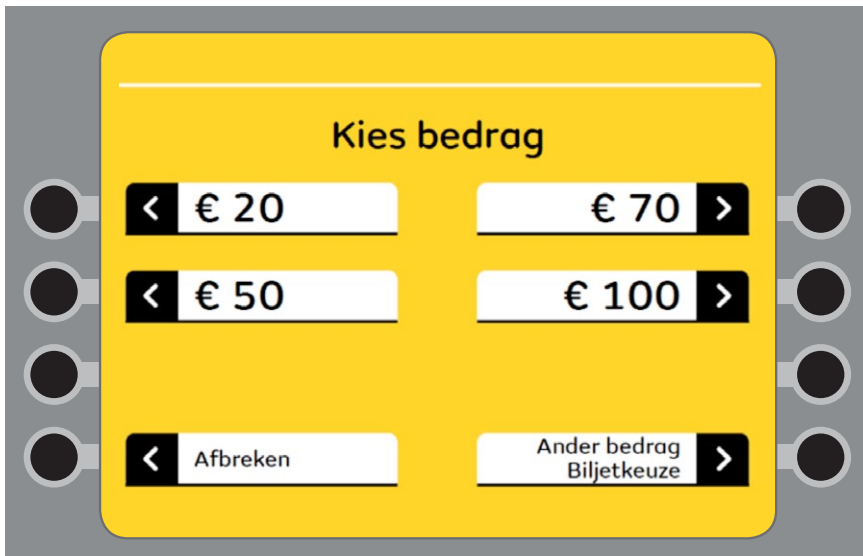 Kies bedrag
€ 20
€ 70
€ 50
€ 100
Afbreken
Ander bedrag
Biljetkeuze